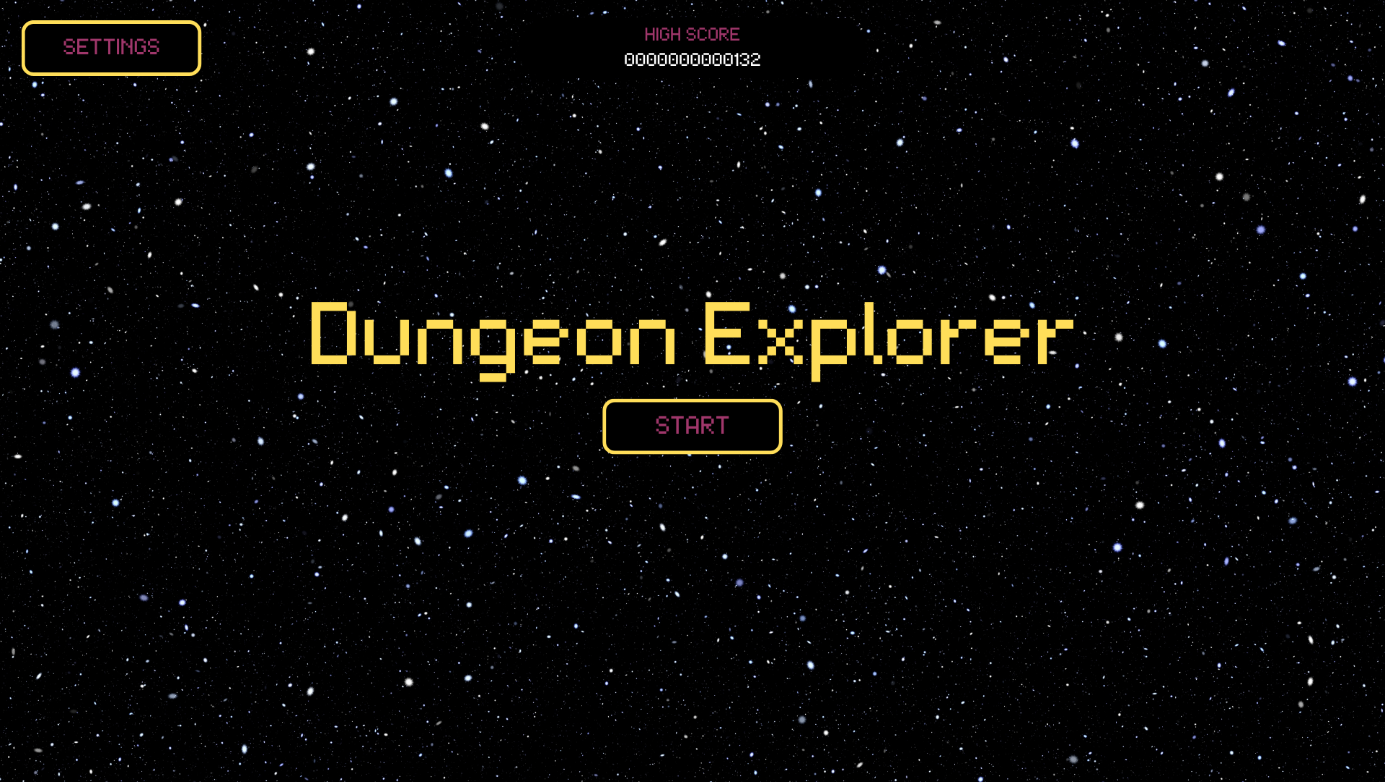 SETTINGS
HIGH SCORE
0000000000132
Dungeon Explorer
START